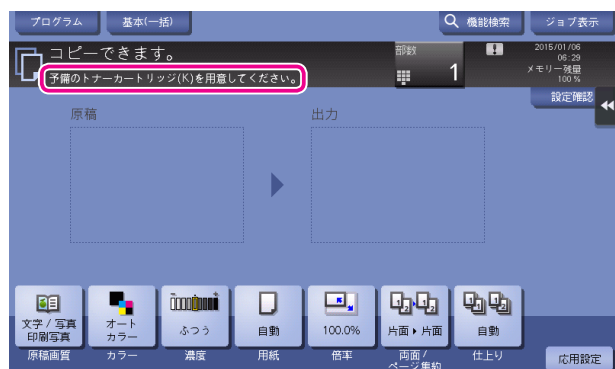 プログラム
基本(一括)
機能検索
ジョブ表示
コピーできます。
予備のトナーカートリッジ(K)を用意してください。
部数
1
2015/01/06
06:29
メモリー残量
100 %
設定確認
原稿
出力
文字 / 写真
印刷写真
オート
カラー
ふつう
自動
100.0%
片面 ▸ 片面
自動
原稿画質
カラー
濃度
用紙
倍率
両面 /
ページ集約
仕上り
応用設定